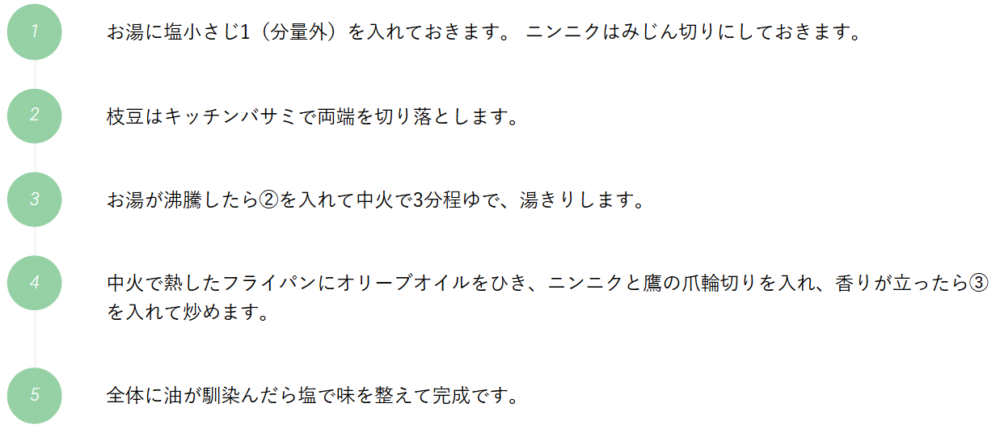 1
お湯に塩小さじ1（分量外）を入れておきます。 ニンニクはみじん切りにしておきます。
2
枝豆はキッチンバサミで両端を切り落とします。
3
お湯が沸騰したら②を入れて中火で3分程ゆで、湯きりします。
4
中火で熱したフライパンにオリーブオイルをひき、ニンニクと鷹の爪輪切りを入れ、香りが立ったら③
を入れて炒めます。
5
全体に油が馴染んだら塩で味を整えて完成です。